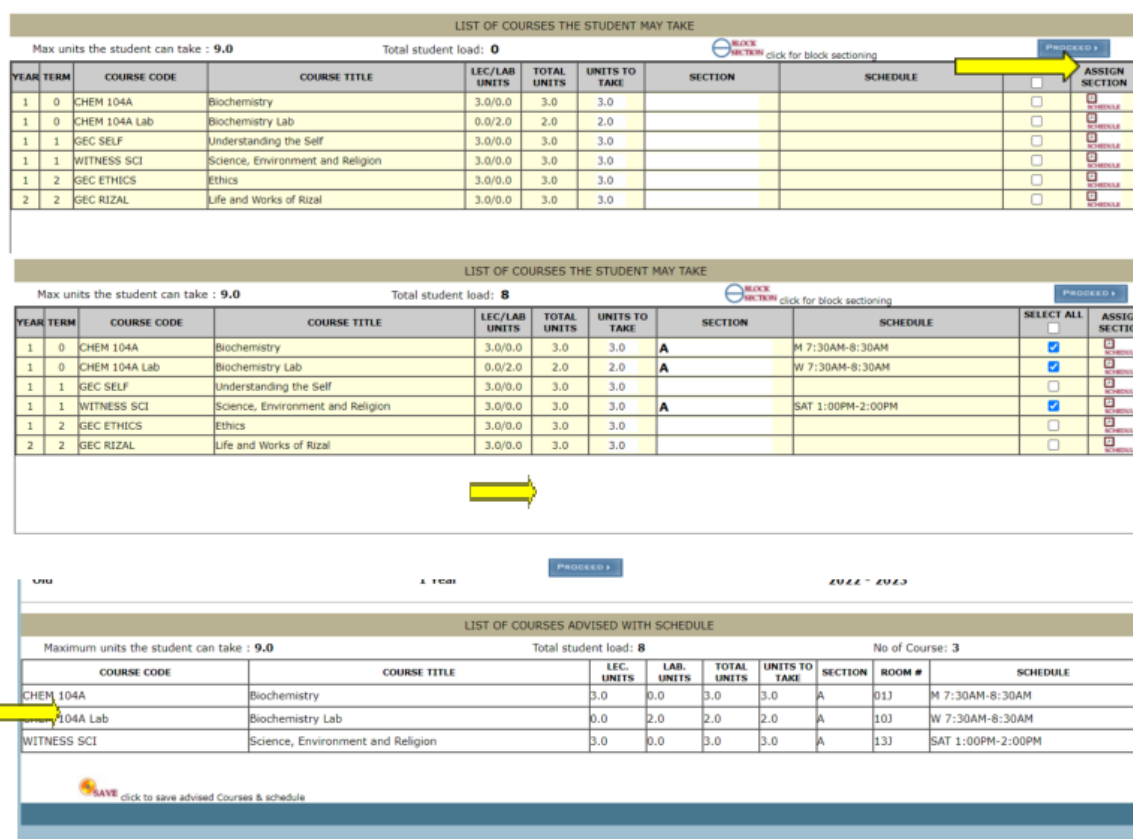 LIST OF COURSES THE STUDENT MAY TAKE
Max units the student can take : 9.0 Total student load: 0 BLOCK SECTION click for block sectioning PROCEED
YEAR TERM COURSE CODE COURSE TITLE LEC/LAB UNITS TOTAL UNITS UNITS TO TAKE SECTION SCHEDULE ASSIGN SECTION
1 0 CHEM 104A Biochemistry 3.0/0.0 3.0 3.0 SCHEDULE
1 0 CHEM 104A Lab Biochemistry Lab 0.0/2.0 2.0 2.0 SCHEDULE
1 1 GEC SELF Understanding the Self 3.0/0.0 3.0 3.0 SCHEDULE
1 1 WITNESS SCI Science, Environment and Religion 3.0/0.0 3.0 3.0 SCHEDULE
1 2 GEC ETHICS Ethics 3.0/0.0 3.0 3.0 SCHEDULE
2 2 GEC RIZAL Life and Works of Rizal 3.0/0.0 3.0 3.0 SCHEDULE
LIST OF COURSES THE STUDENT MAY TAKE
Max units the student can take : 9.0 Total student load: 8 BLOCK SECTION click for block sectioning PROCEED
YEAR TERM COURSE CODE COURSE TITLE LEC/LAB UNITS TOTAL UNITS UNITS TO TAKE SECTION SCHEDULE SELECT ALL
1 0 CHEM 104A Biochemistry 3.0/0.0 3.0 3.0 A M 7:30AM-8:30AM
1 0 CHEM 104A Lab Biochemistry Lab 0.0/2.0 2.0 2.0 A W 7:30AM-8:30AM
1 1 GEC SELF Understanding the Self 3.0/0.0 3.0 3.0
1 1 WITNESS SCI Science, Environment and Religion 3.0/0.0 3.0 3.0 A SAT 1:00PM-2:00PM
1 2 GEC ETHICS Ethics 3.0/0.0 3.0 3.0
2 2 GEC RIZAL Life and Works of Rizal 3.0/0.0 3.0 3.0
PROCEED
1 Year 2022 - 2023
LIST OF COURSES ADVISED WITH SCHEDULE
Maximum units the student can take : 9.0 Total student load: 8 No of Course: 3
COURSE CODE COURSE TITLE LEC. UNITS LAB. UNITS TOTAL UNITS UNITS TO TAKE SECTION ROOM # SCHEDULE
CHEM 104A Biochemistry 3.0 0.0 3.0 3.0 A 01J M 7:30AM-8:30AM
104A Lab Biochemistry Lab 0.0 2.0 2.0 2.0 A 10J W 7:30AM-8:30AM
WITNESS SCI Science, Environment and Religion 3.0 0.0 3.0 3.0 A 13J SAT 1:00PM-2:00PM
SAVE click to save advised Courses & schedule